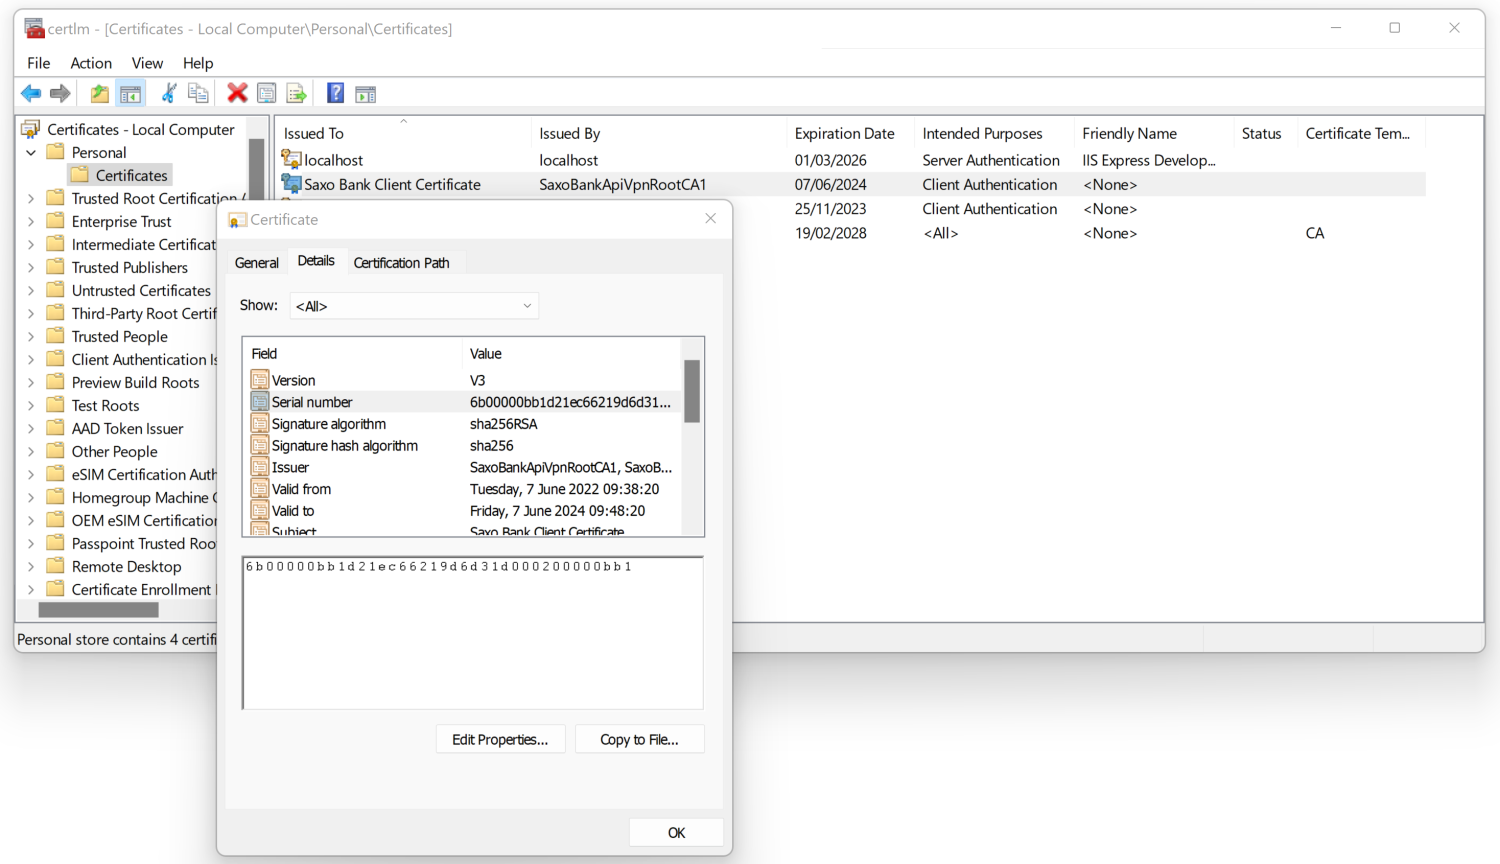 certlm - [Certificates - Local Computer\Personal\Certificates]
File Action View Help
Certificates - Local Computer
Personal
Certificates
Trusted Root Certification
Enterprise Trust
Intermediate Certificat
Trusted Publishers
Untrusted Certificates
Third-Party Root Certif
Trusted People
Client Authentication Is
Preview Build Roots
Test Roots
AAD Token Issuer
Other People
eSIM Certification Auth
Homegroup Machine C
OEM eSIM Certification
Passpoint Trusted Roo
Remote Desktop
Certificate Enrollment
Personal store contains 4 certifi
Issued To Issued By Expiration Date Intended Purposes Friendly Name Status Certificate Tem...
localhost localhost 01/03/2026 Server Authentication IIS Express Develop...
Saxo Bank Client Certificate SaxoBankApiVpnRootCA1 07/06/2024 Client Authentication <None>
25/11/2023 Client Authentication <None>
19/02/2028 <All> <None> CA
Certificate
General Details Certification Path
Show: <All>
Field Value
Version V3
Serial number 6b00000bb1d21ec66219d6d31...
Signature algorithm sha256RSA
Signature hash algorithm sha256
Issuer SaxoBankApiVpnRootCA1, SaxoB...
Valid from Tuesday, 7 June 2022 09:38:20
Valid to Friday, 7 June 2024 09:48:20
Subject Saxo Bank Client Certificate
6b00000bb1d21ec66219d6d31d000200000bb1
Edit Properties... Copy to File...
OK